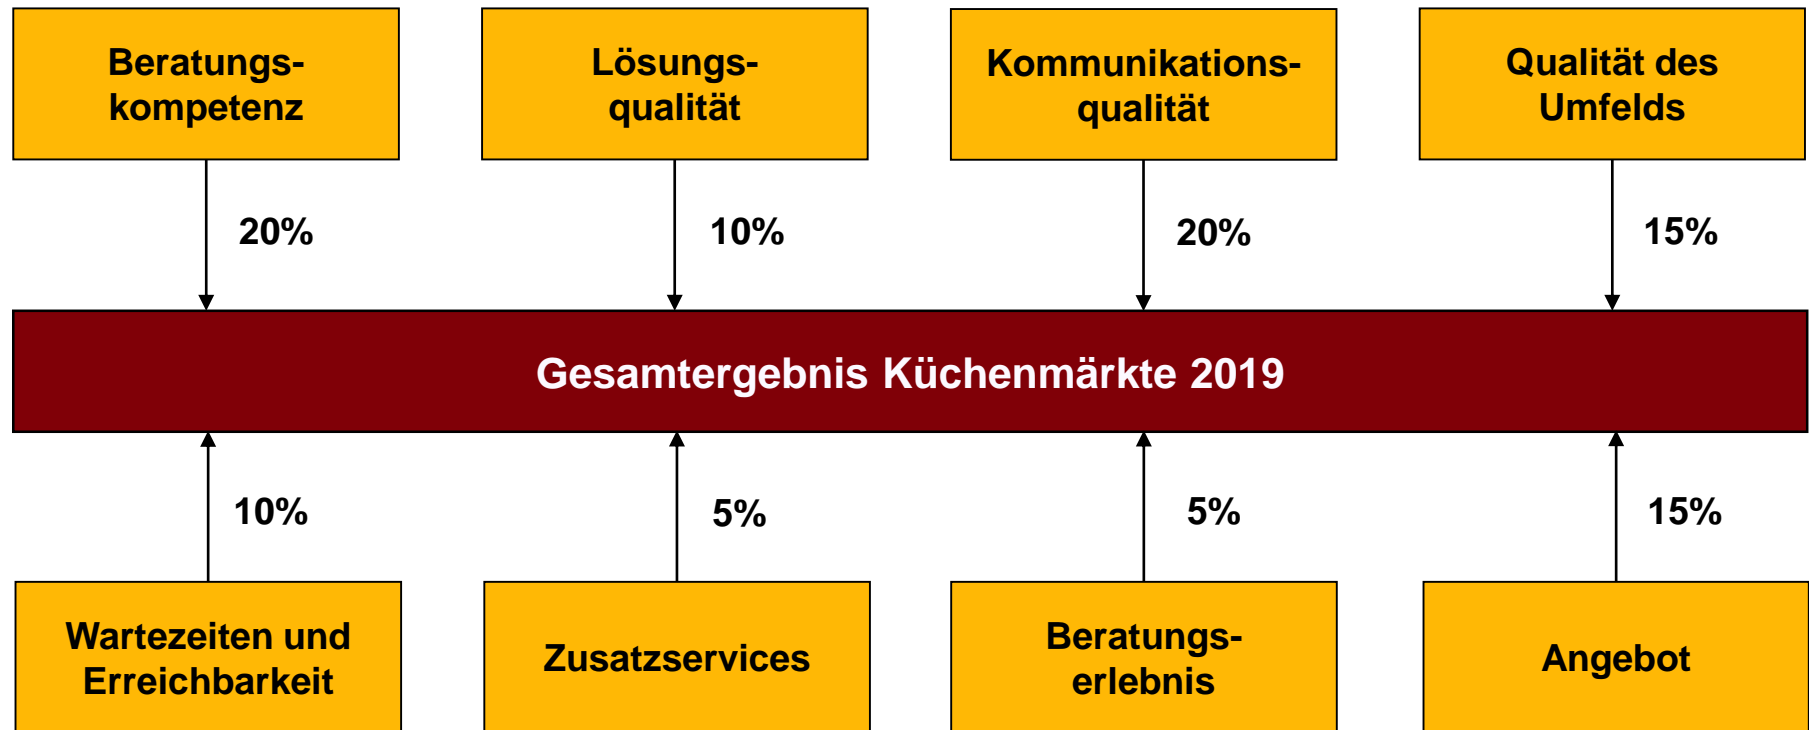 Beratungs-
kompetenz
Lösungs-
qualität
Kommunikations-
qualität
Qualität des
Umfelds
20%
10%
20%
15%
Gesamtergebnis Küchenmärkte 2019
10%
5%
5%
15%
Wartezeiten und
Erreichbarkeit
Zusatzservices
Beratungs-
erlebnis
Angebot